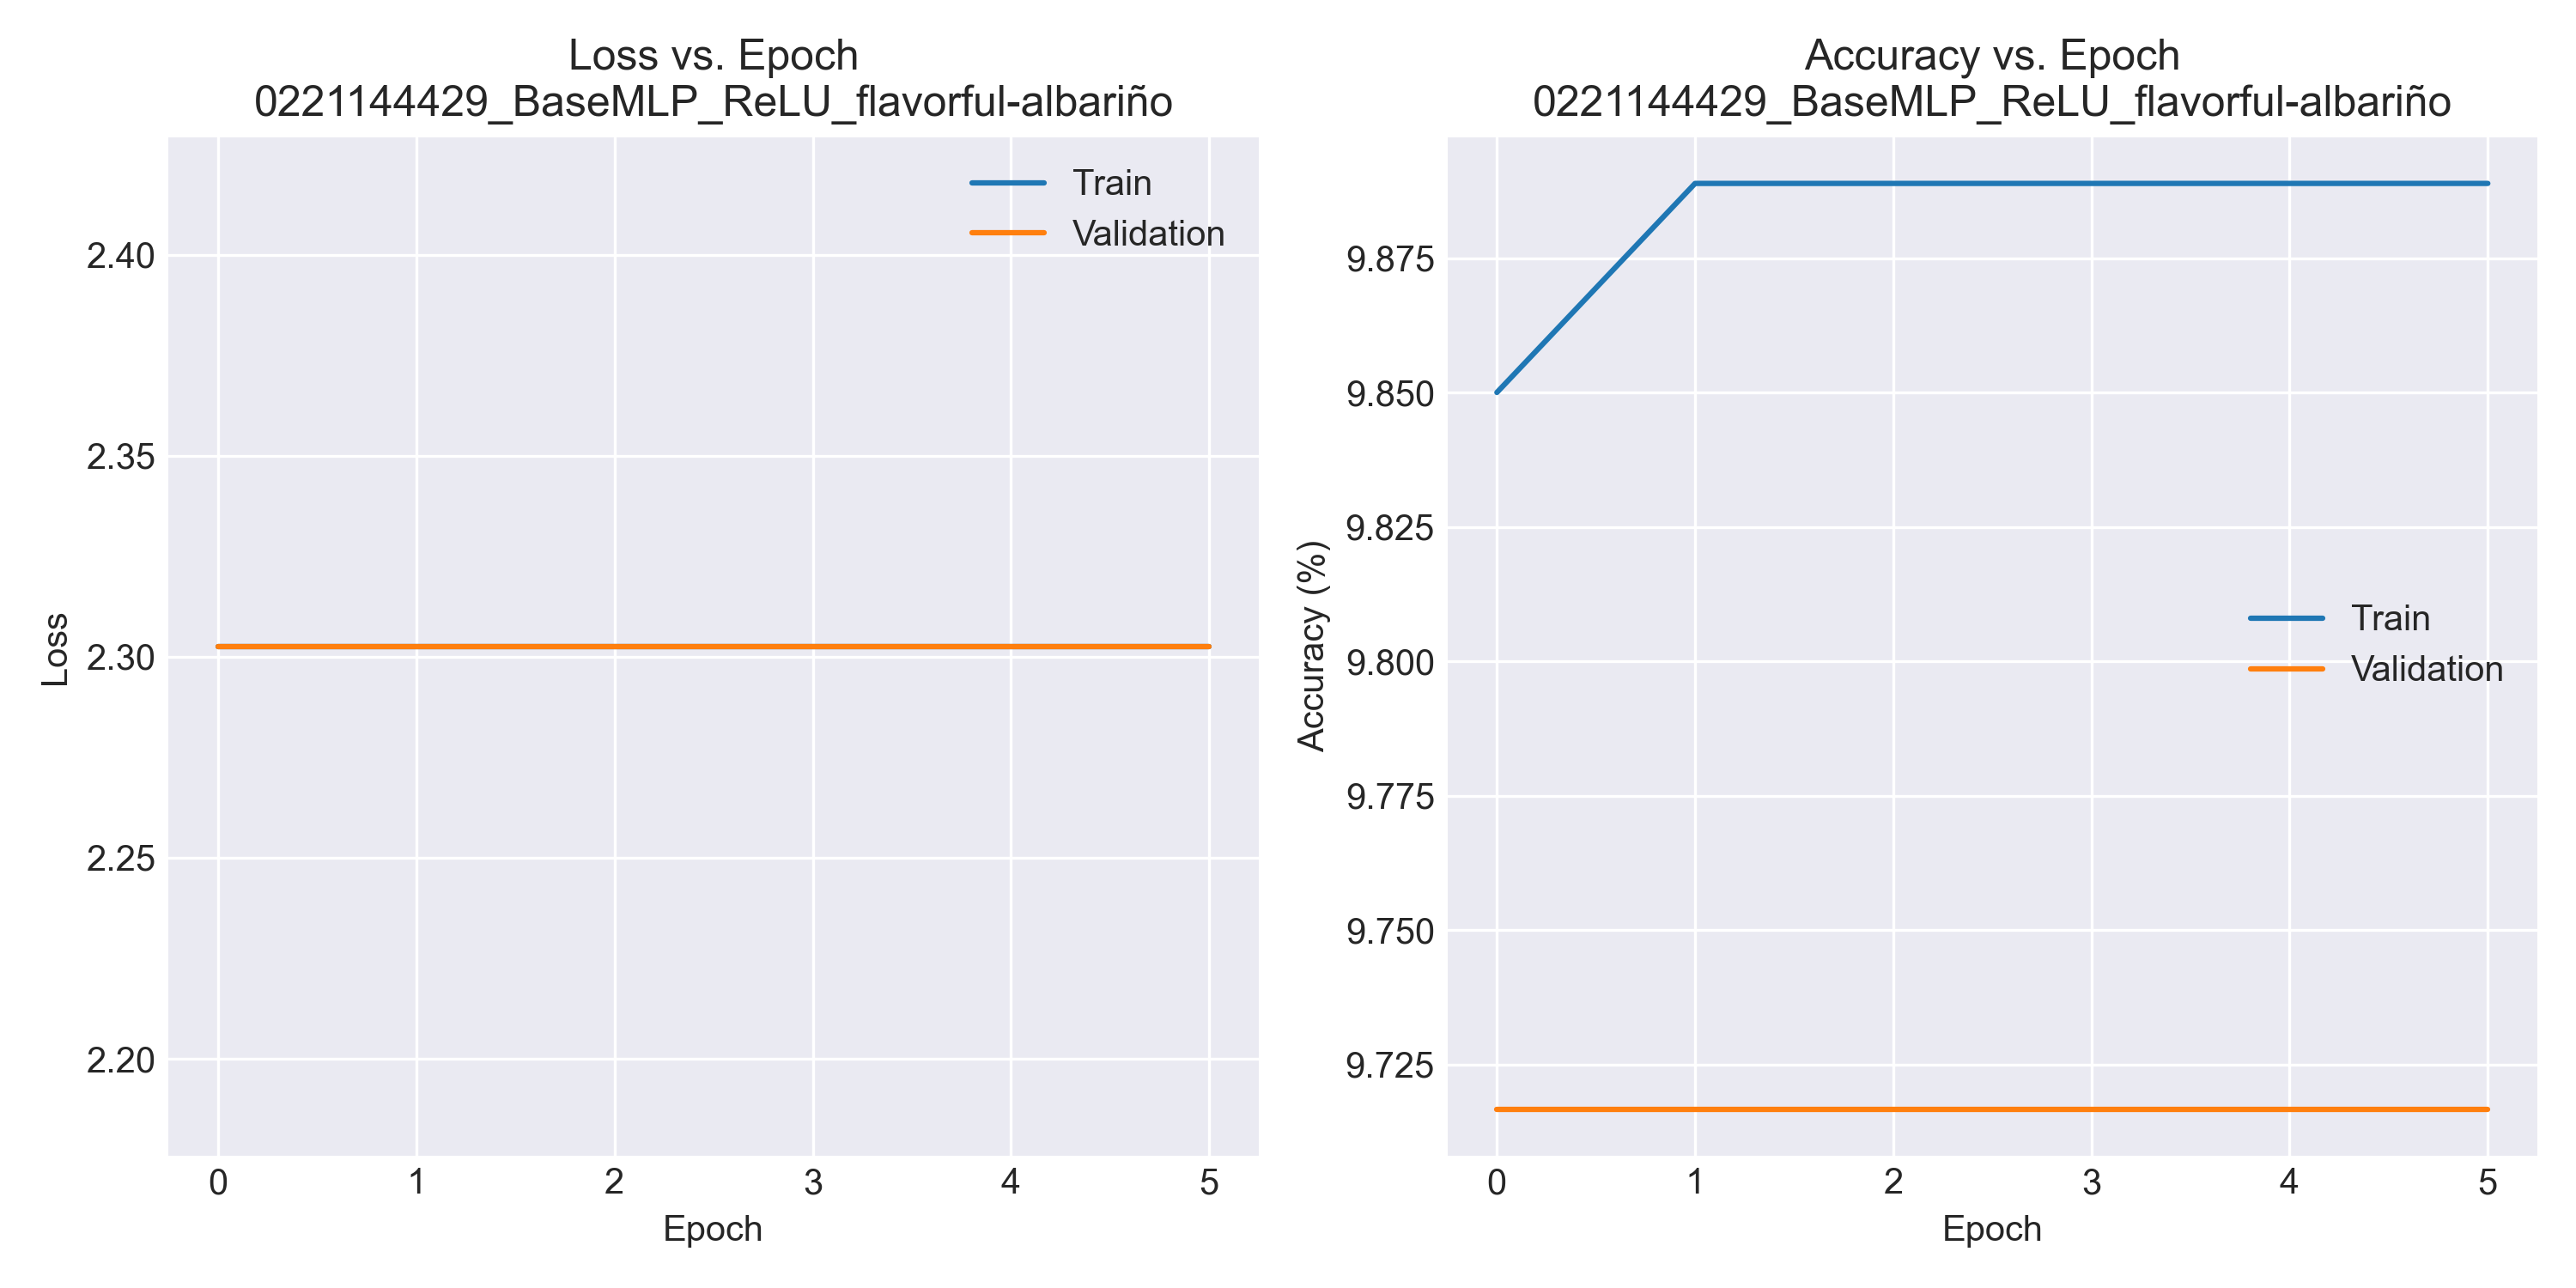 Loss vs. Epoch
0221144429_BaseMLP_ReLU_flavorful-albariño
Train
Validation
2.40
2.35
2.30
2.25
2.20
Loss
0 1 2 3 4 5
Epoch
Accuracy vs. Epoch
0221144429_BaseMLP_ReLU_flavorful-albariño
9.875
9.850
9.825
9.800
9.775
9.750
9.725
Accuracy (%)
Train
Validation
0 1 2 3 4 5
Epoch